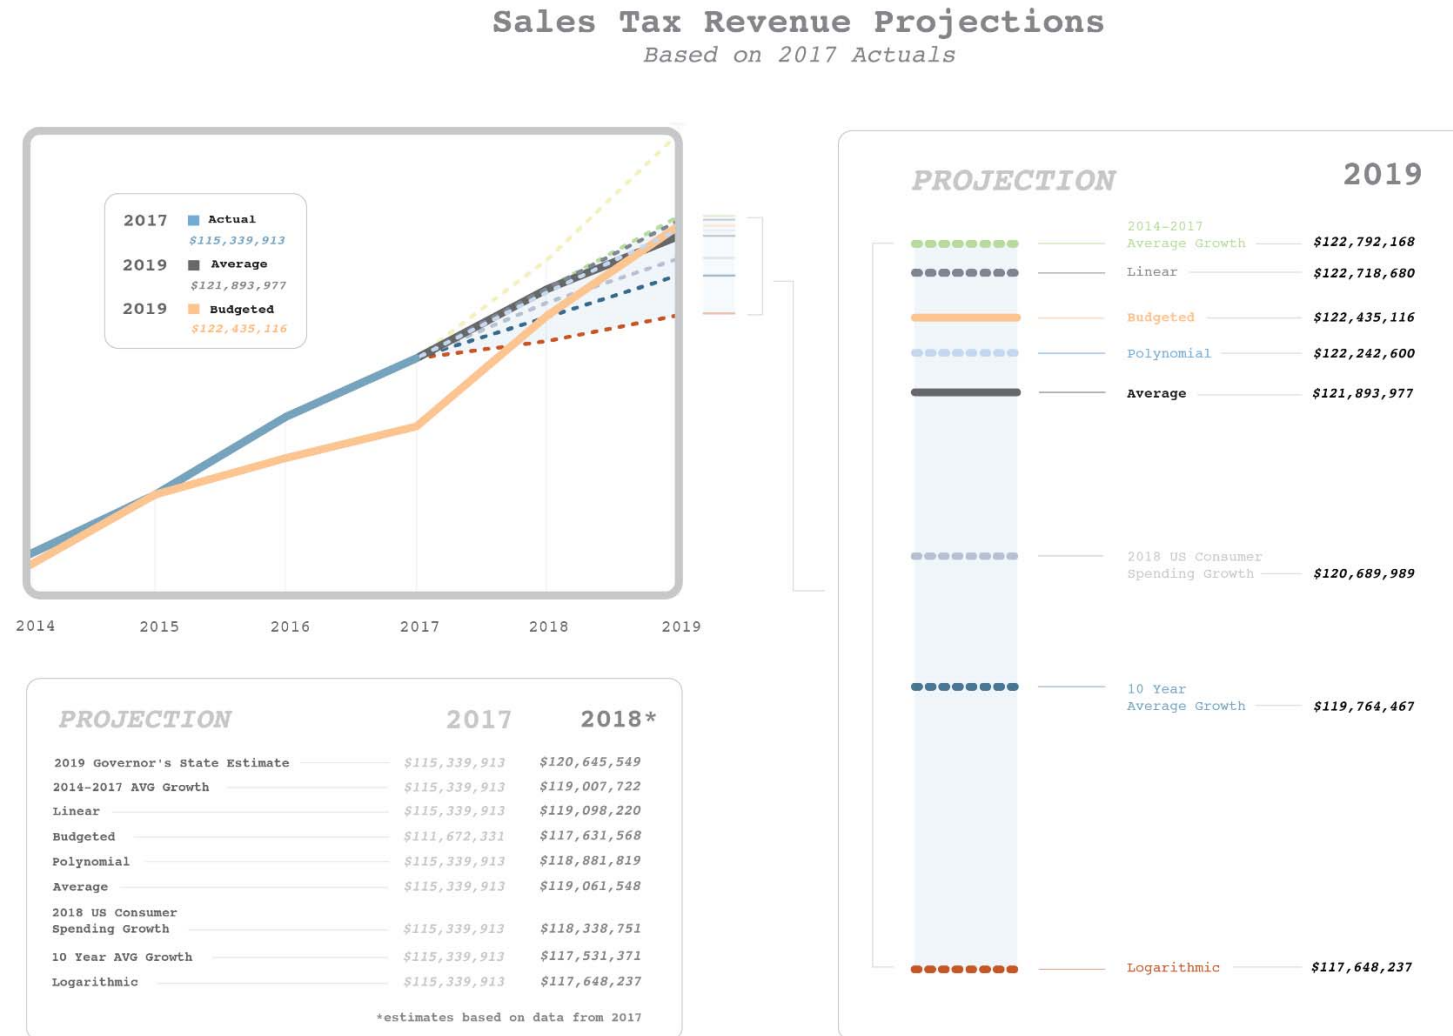 Sales Tax Revenue Projections
Based on 2017 Actuals
2017 Actual
$115,339,913
2019 Average
$121,893,977
2019 Budgeted
$122,435,116
2014 2015 2016 2017 2018 2019
PROJECTION 2017 2018*
2019 Governor's State Estimate $115,339,913 $120,645,549
2014-2017 AVG Growth $115,339,913 $119,007,722
Linear $115,339,913 $119,098,220
Budgeted $111,672,331 $117,631,568
Polynomial $115,339,913 $118,881,819
Average $115,339,913 $119,061,548
2018 US Consumer
Spending Growth $115,339,913 $118,338,751
10 Year AVG Growth $115,339,913 $117,531,371
Logarithmic $115,339,913 $117,648,237
*estimates based on data from 2017
PROJECTION 2019
2014-2017
Average Growth $122,792,168
Linear $122,718,680
Budgeted $122,435,116
Polynomial $122,242,600
Average $121,893,977
2018 US Consumer
Spending Growth $120,689,989
10 Year
Average Growth $119,764,467
Logarithmic $117,648,237